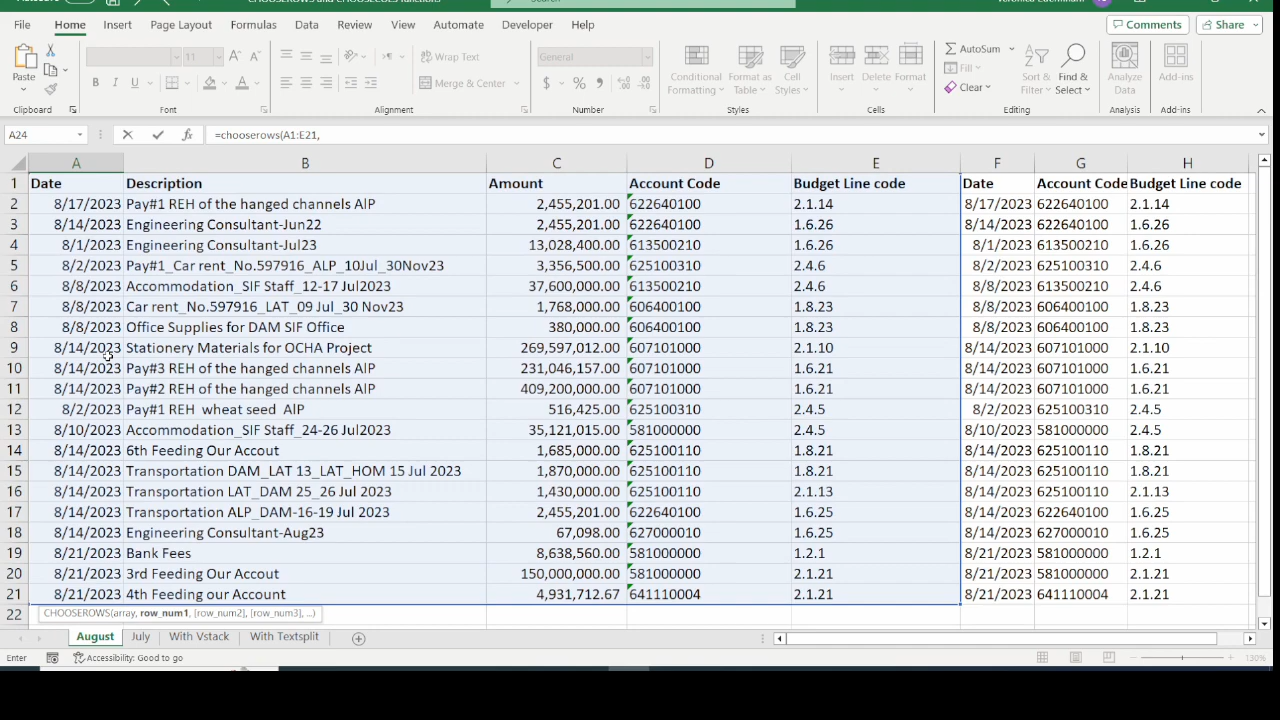 CHOOSEROWS and CHOOSECOLS functions
File Home Insert Page Layout Formulas Data Review View Automate Developer Help Comments Share
Paste 11 Wrap Text General Conditional Format as Cell Insert Delete Format AutoSum Sort & Find & Analyze Add-ins
Merge & Center Formatting Table Styles Fill Filter Select Data
Clear
Clipboard Font Alignment Number Styles Cells Editing Analysis Add-ins
A24 =chooserows(A1:E21,
A B C D E F G H
1 Date Description Amount Account Code Budget Line code Date Account Code Budget Line code
2 8/17/2023 Pay#1 REH of the hanged channels AlP 2,455,201.00 622640100 2.1.14 8/17/2023 622640100 2.1.14
3 8/14/2023 Engineering Consultant-Jun22 2,455,201.00 622640100 1.6.26 8/14/2023 622640100 1.6.26
4 8/1/2023 Engineering Consultant-Jul23 13,028,400.00 613500210 1.6.26 8/1/2023 613500210 1.6.26
5 8/2/2023 Pay#1_Car rent_No.597916_ALP_10Jul_30Nov23 3,356,500.00 625100310 2.4.6 8/2/2023 625100310 2.4.6
6 8/8/2023 Accommodation_SIF Staff_12-17 Jul2023 37,600,000.00 613500210 2.4.6 8/8/2023 613500210 2.4.6
7 8/8/2023 Car rent_No.597916_LAT_09 Jul_30 Nov23 1,768,000.00 606400100 1.8.23 8/8/2023 606400100 1.8.23
8 8/8/2023 Office Supplies for DAM SIF Office 380,000.00 606400100 1.8.23 8/8/2023 606400100 1.8.23
9 8/14/2023 Stationery Materials for OCHA Project 269,597,012.00 607101000 2.1.10 8/14/2023 607101000 2.1.10
10 8/14/2023 Pay#3 REH of the hanged channels AlP 231,046,157.00 607101000 1.6.21 8/14/2023 607101000 1.6.21
11 8/14/2023 Pay#2 REH of the hanged channels AlP 409,200,000.00 607101000 1.6.21 8/14/2023 607101000 1.6.21
12 8/2/2023 Pay#1 REH  wheat seed  AlP 516,425.00 625100310 2.4.5 8/2/2023 625100310 2.4.5
13 8/10/2023 Accommodation_SIF Staff_24-26 Jul2023 35,121,015.00 581000000 2.4.5 8/10/2023 581000000 2.4.5
14 8/14/2023 6th Feeding Our Accout 1,685,000.00 625100110 1.8.21 8/14/2023 625100110 1.8.21
15 8/14/2023 Transportation DAM_LAT 13_LAT_HOM 15 Jul 2023 1,870,000.00 625100110 1.8.21 8/14/2023 625100110 1.8.21
16 8/14/2023 Transportation LAT_DAM 25_26 Jul 2023 1,430,000.00 625100110 2.1.13 8/14/2023 625100110 2.1.13
17 8/14/2023 Transportation ALP_DAM-16-19 Jul 2023 2,455,201.00 622640100 1.6.25 8/14/2023 622640100 1.6.25
18 8/14/2023 Engineering Consultant-Aug23 67,098.00 627000010 1.6.25 8/14/2023 627000010 1.6.25
19 8/21/2023 Bank Fees 8,638,560.00 581000000 1.2.1 8/21/2023 581000000 1.2.1
20 8/21/2023 3rd Feeding Our Accout 150,000,000.00 581000000 2.1.21 8/21/2023 581000000 2.1.21
21 8/21/2023 4th Feeding our Account 4,931,712.67 641110004 2.1.21 8/21/2023 641110004 2.1.21
22 CHOOSEROWS(array, row_num1, [row_num2], [row_num3], ...)
August July With Vstack With Textsplit
Enter Accessibility: Good to go 130%